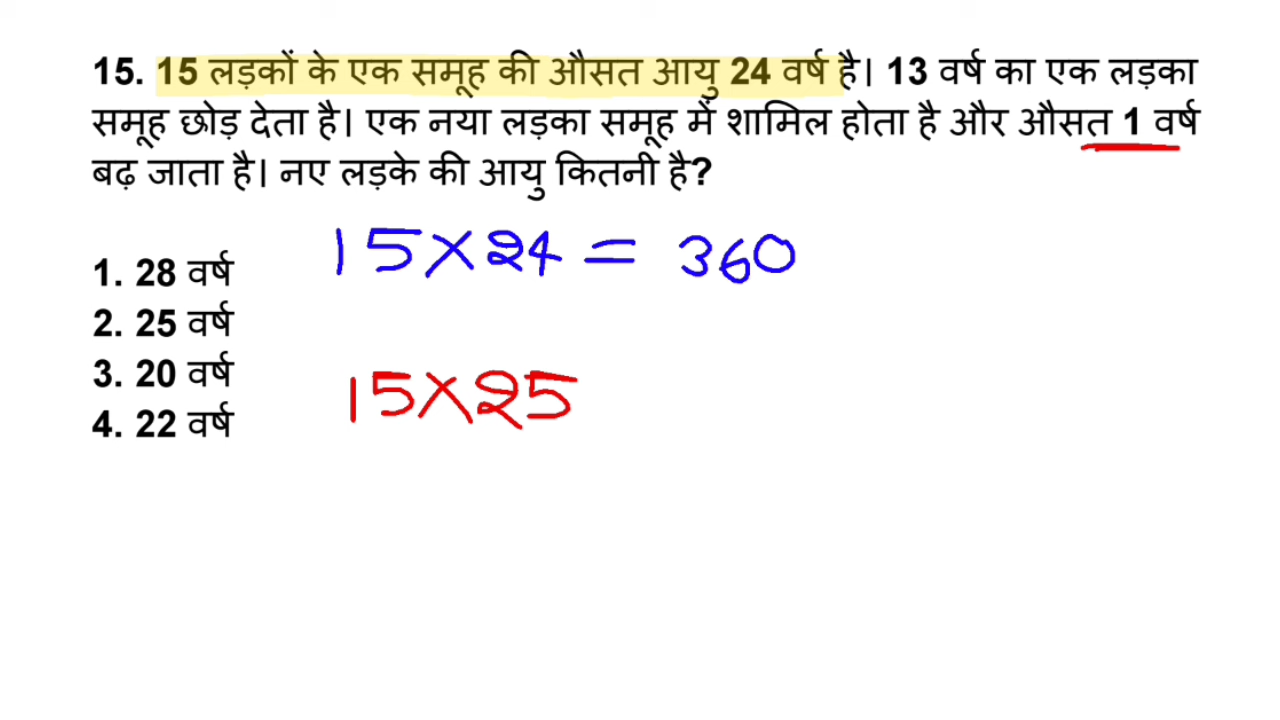 15. 15 लड़कों के एक समूह की औसत आयु 24 वर्ष है। 13 वर्ष का एक लड़का
समूह छोड़ देता है। एक नया लड़का समूह में शामिल होता है और औसत 1 वर्ष
बढ़ जाता है। नए लड़के की आयु कितनी है?
15×24 = 360
1. 28 वर्ष
2. 25 वर्ष
3. 20 वर्ष
15×25
4. 22 वर्ष